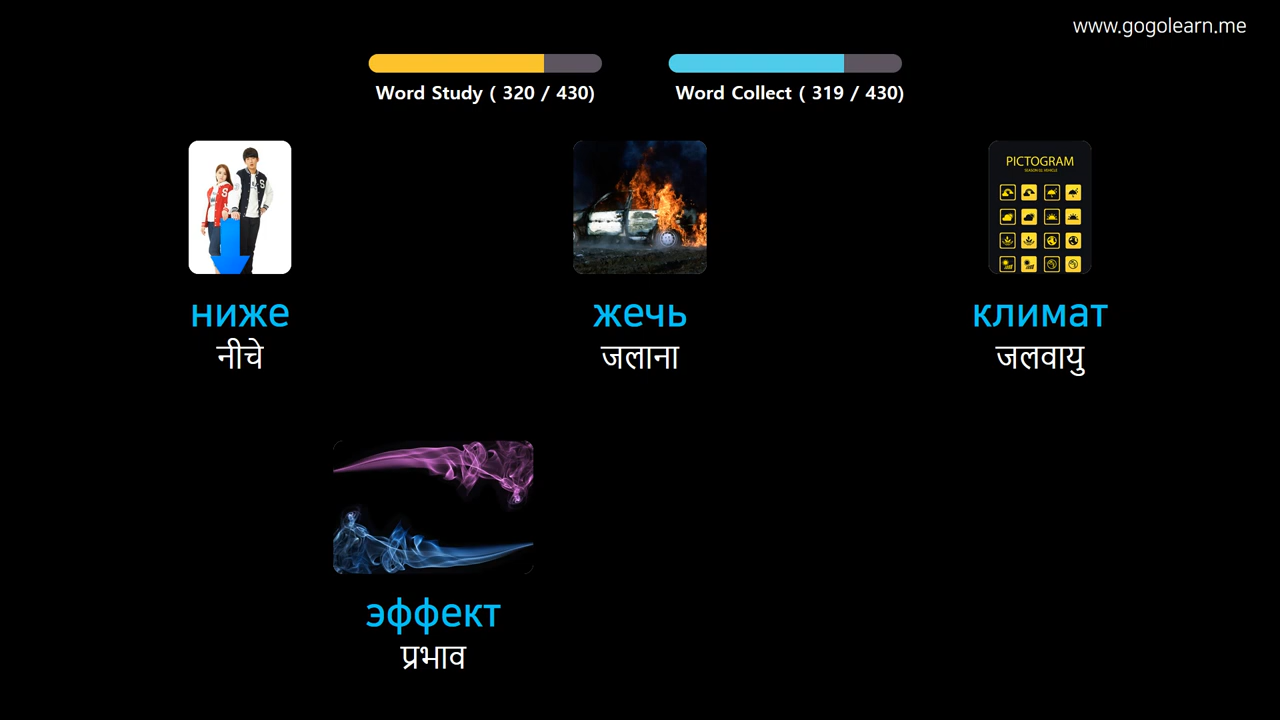 www.gogolearn.me
Word Study ( 320 / 430)
Word Collect ( 319 / 430)
PICTOGRAM
ниже
नीचे
жечь
जलाना
климат
जलवायु
эффект
प्रभाव